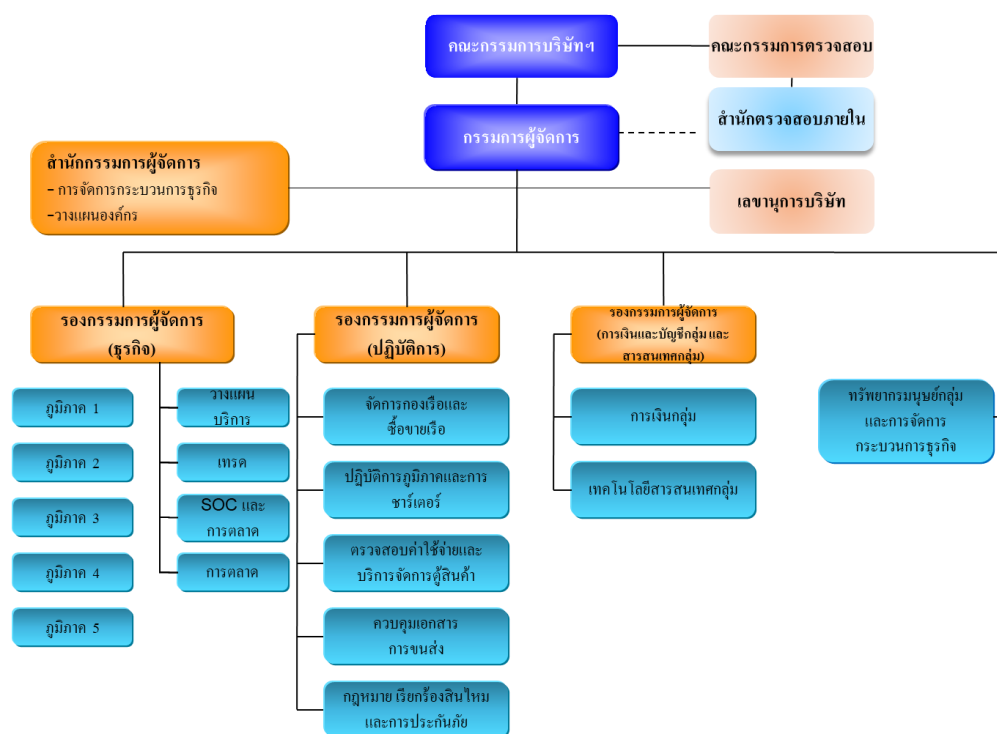 คณะกรรมการบริษัทฯ
คณะกรรมการตรวจสอบ
กรรมการผู้จัดการ
สำนักตรวจสอบภายใน
สำนักกรรมการผู้จัดการ
- การจัดการกระบวนการธุรกิจ
-วางแผนองค์กร
เลขานุการบริษัท
รองกรรมการผู้จัดการ
(ธุรกิจ)
รองกรรมการผู้จัดการ
(ปฏิบัติการ)
รองกรรมการผู้จัดการ
(การเงินและบัญชีกลุ่ม และ
สารสนเทศกลุ่ม)
ภูมิภาค 1
ภูมิภาค 2
ภูมิภาค 3
ภูมิภาค 4
ภูมิภาค 5
วางแผน
บริการ
เทรด
SOC และ
การตลาด
การตลาด
จัดการกองเรือและ
ซื้อขายเรือ
ปฏิบัติการภูมิภาคและการ
ชาร์เตอร์
ตรวจสอบค่าใช้จ่ายและ
บริการจัดการตู้สินค้า
ควบคุมเอกสาร
การขนส่ง
กฎหมาย เรียกร้องสินไหม
และการประกันภัย
การเงินกลุ่ม
เทคโนโลยีสารสนเทศกลุ่ม
ทรัพยากรมนุษย์กลุ่ม
และการจัดการ
กระบวนการธุรกิจ